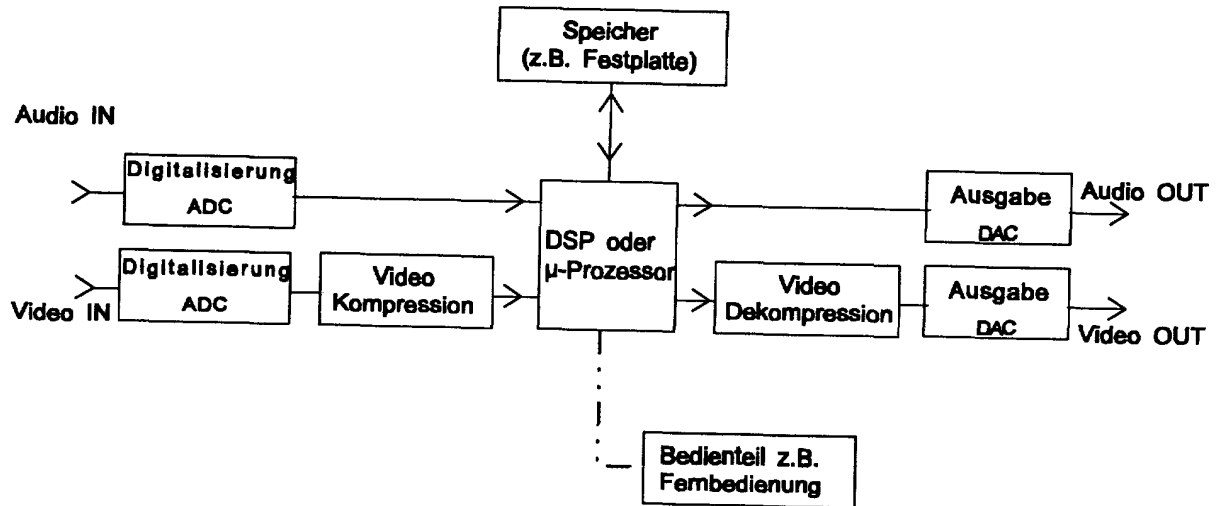 Speicher
(z.B. Festplatte)
Audio IN
Digitalisierung
ADC
Ausgabe
DAC
Audio OUT
DSP oder
µ-Prozessor
Digitalisierung
ADC
Video IN
Video
Kompression
Video
Dekompression
Ausgabe
DAC
Video OUT
Bedienteil z.B.
Fernbedienung